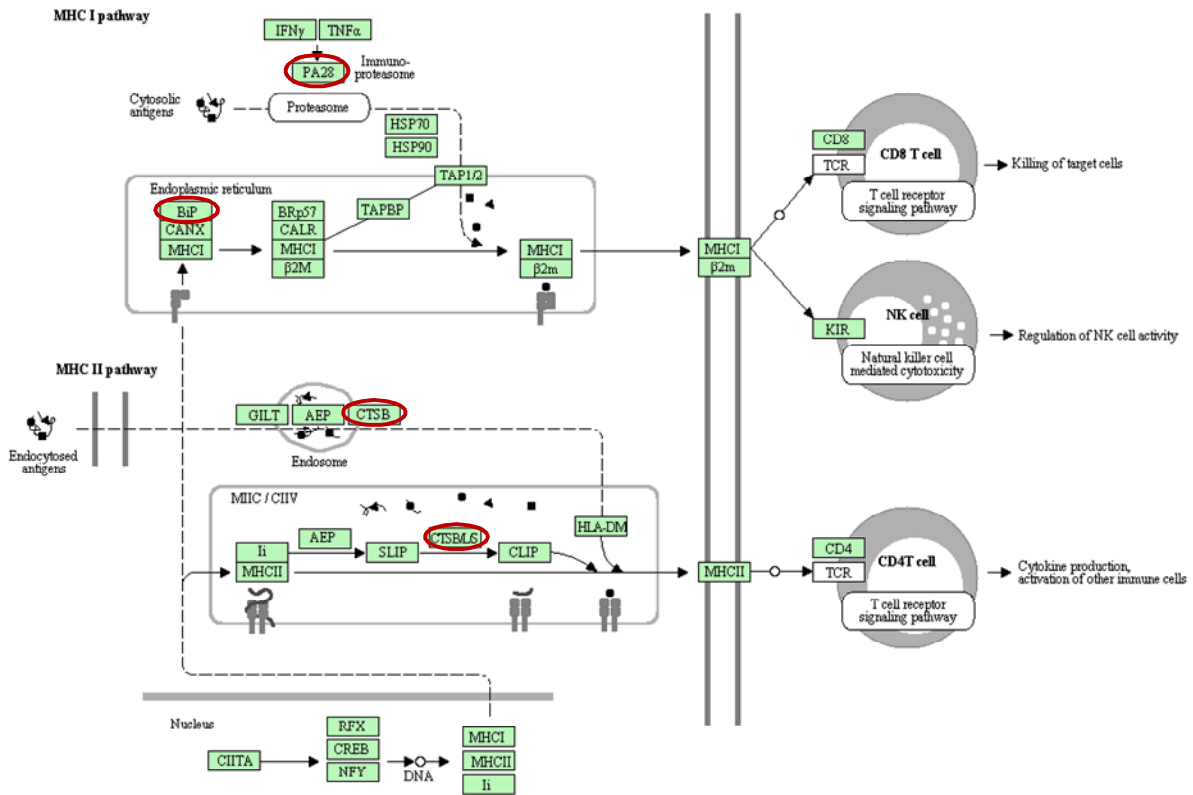 MHC I pathway
IFNγ
TNFα
PA28
Immuno-
proteasome
Cytosolic
antigens
Proteasome
HSP70
HSP90
TAP1/2
Endoplasmic reticulum
BiP
CANX
MHCI
BRp57
CALR
MHCI
β2M
TAPBP
MHCI
β2m
MHCI
β2m
CD8
TCR
CD8 T cell
T cell receptor
signaling pathway
Killing of target cells
KIR
NK cell
Natural killer cell
mediated cytotoxicity
Regulation of NK cell activity
MHC II pathway
Endocytosed
antigens
GILT
AEP
CTSB
Endosome
MIIC / CIIV
Ii
MHCII
AEP
SLIP
CTSB/L/S
CLIP
HLA-DM
MHCII
CD4
TCR
CD4T cell
T cell receptor
signaling pathway
Cytokine production,
activation of other immune cells
Nucleus
CIITA
RFX
CREB
NFY
DNA
MHCI
MHCII
Ii